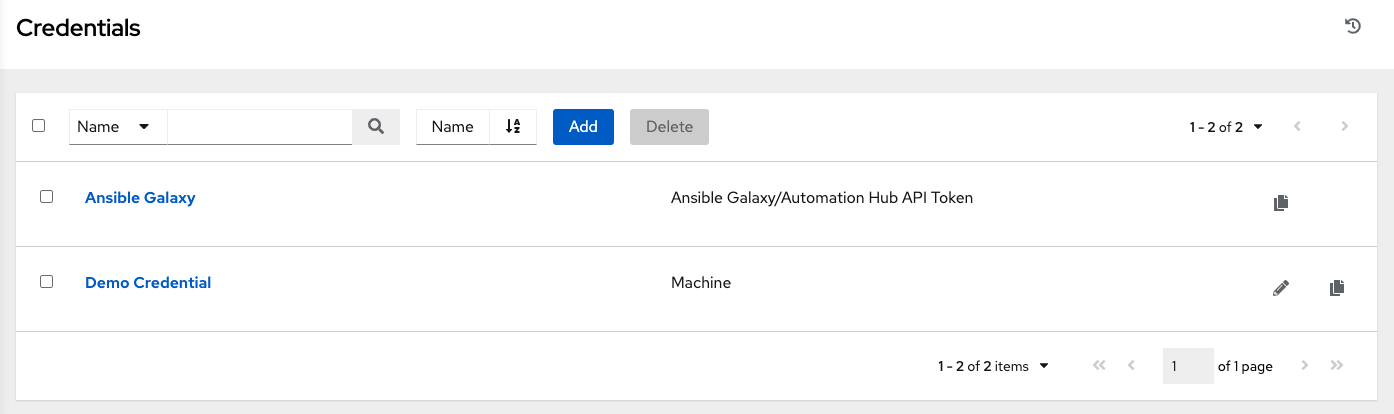 Credentials
Name Name Add Delete 1 - 2 of 2
Ansible Galaxy Ansible Galaxy/Automation Hub API Token
Demo Credential Machine
1 - 2 of 2 items 1 of 1 page